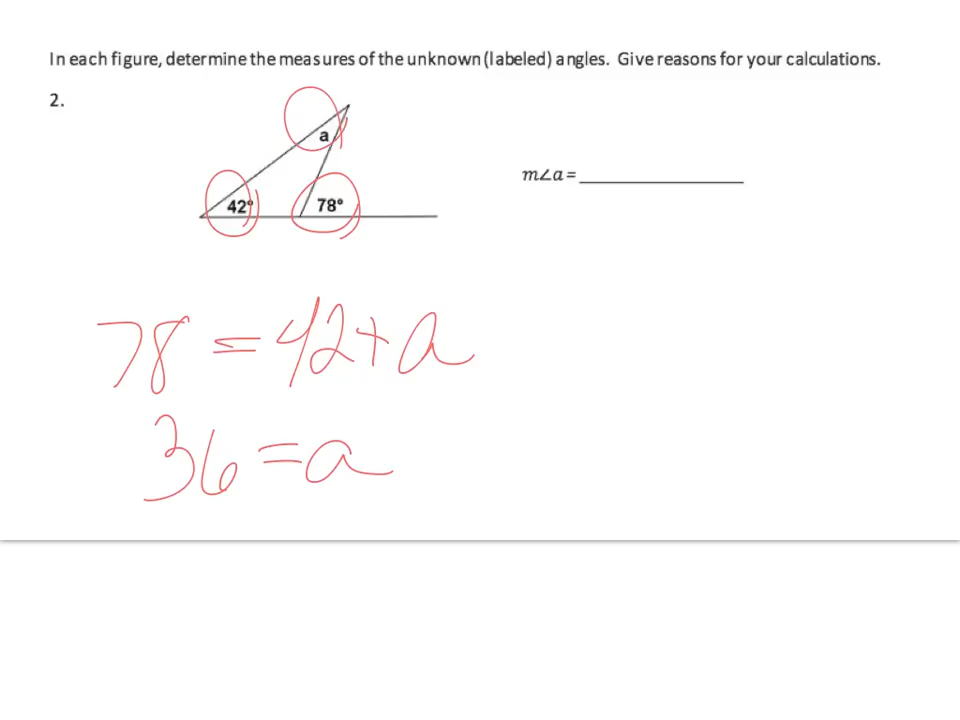 In each figure, determine the measures of the unknown (labeled) angles. Give reasons for your calculations.
2.
a
m∠a = ______________
42° 78°
78 = 42 + a
36 = a